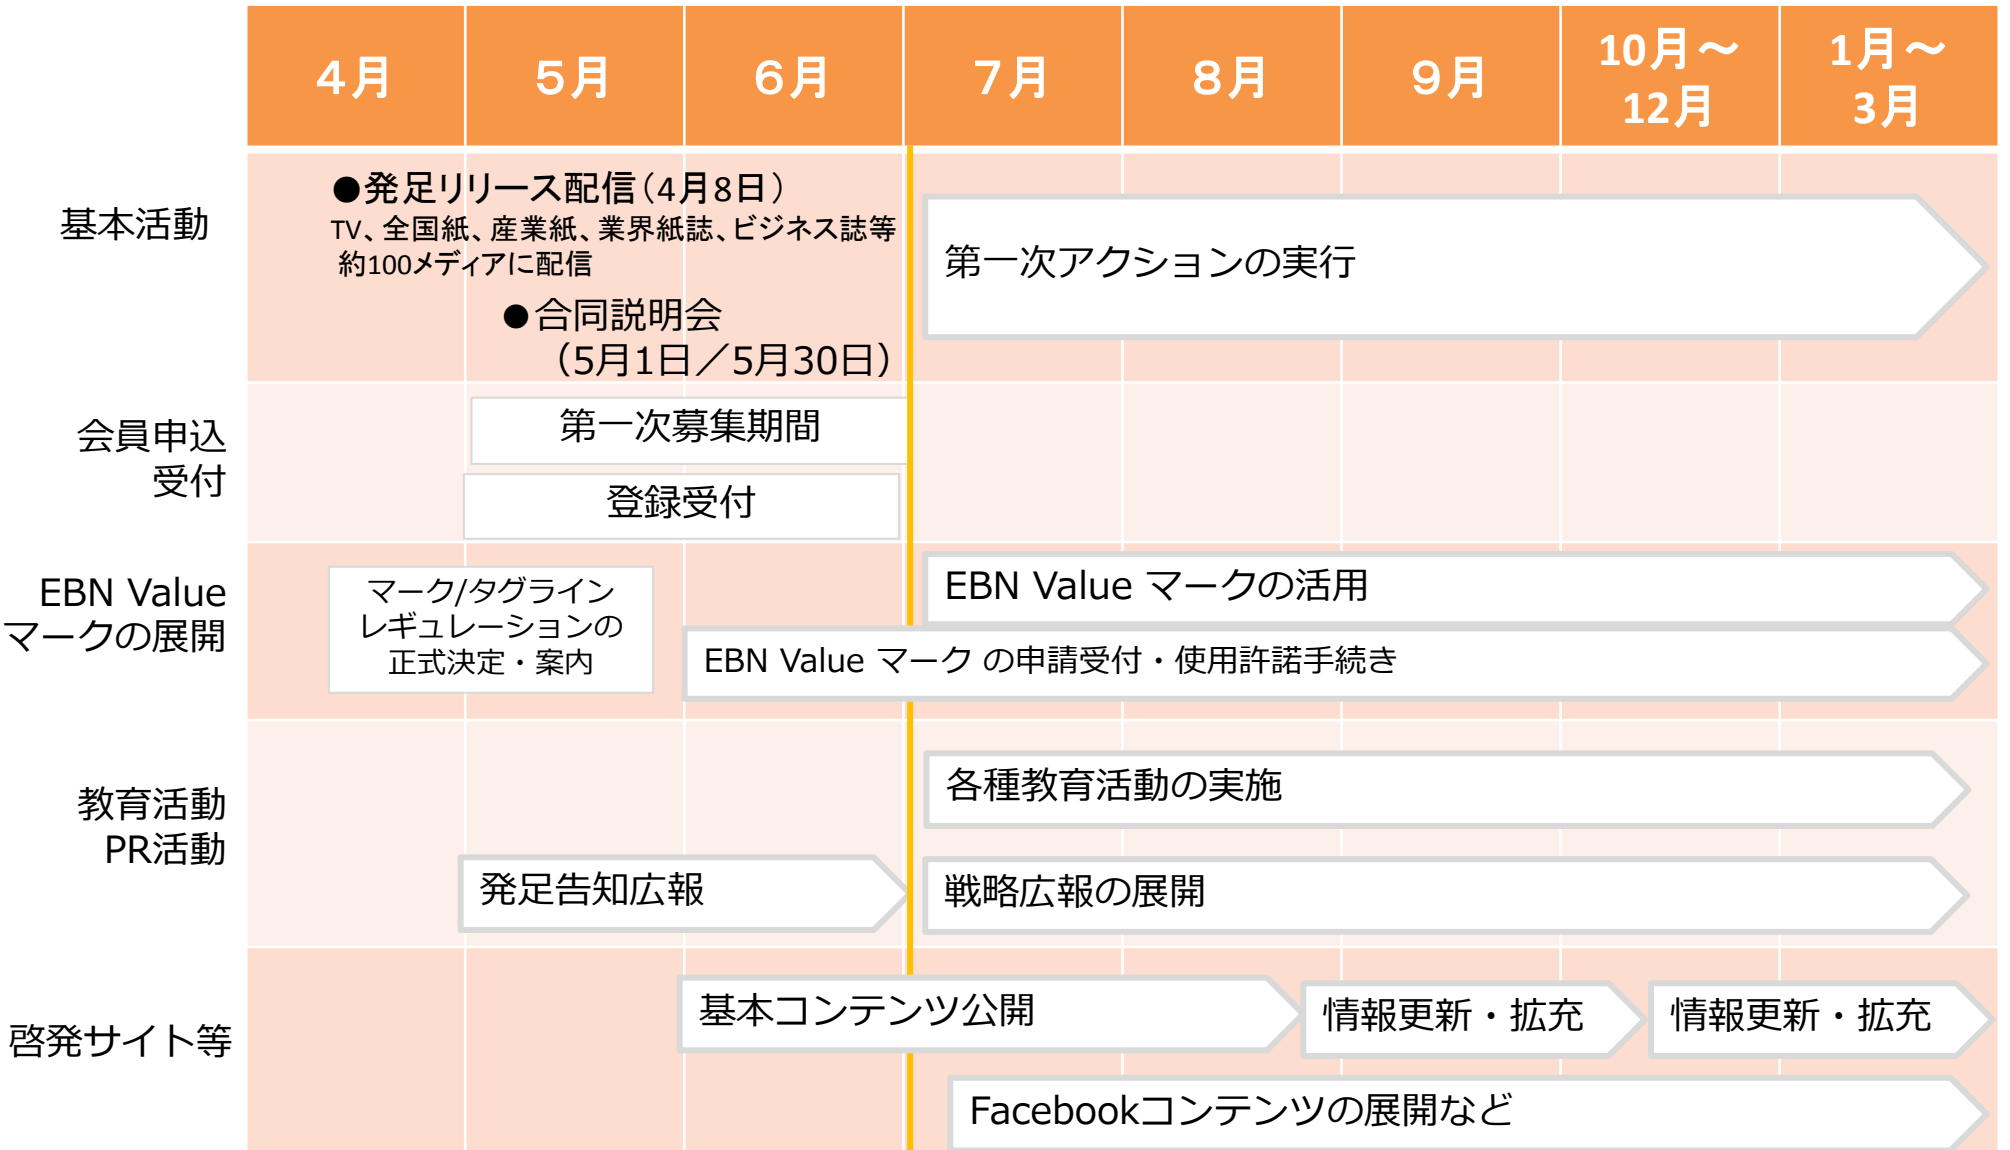 4月
5月
6月
7月
8月
9月
10月～
12月
1月～
3月
基本活動
●発足リリース配信（4月8日）
TV、全国紙、産業紙、業界紙誌、ビジネス誌等
約100メディアに配信
●合同説明会
（5月1日／5月30日）
第一次アクションの実行
会員申込
受付
第一次募集期間
登録受付
EBN Value
マークの展開
マーク/タグライン
レギュレーションの
正式決定・案内
EBN Value マークの活用
EBN Value マーク の申請受付・使用許諾手続き
教育活動
PR活動
各種教育活動の実施
発足告知広報
戦略広報の展開
啓発サイト等
基本コンテンツ公開
情報更新・拡充
情報更新・拡充
Facebookコンテンツの展開など